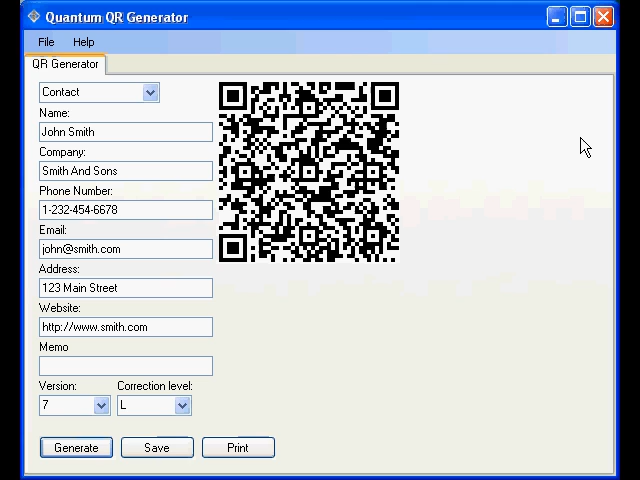 Quantum QR Generator
File Help
QR Generator
Contact
Name:
John Smith
Company:
Smith And Sons
Phone Number:
1-232-454-6678
Email:
john@smith.com
Address:
123 Main Street
Website:
http://www.smith.com
Memo
Version: Correction level:
7 L
Generate Save Print